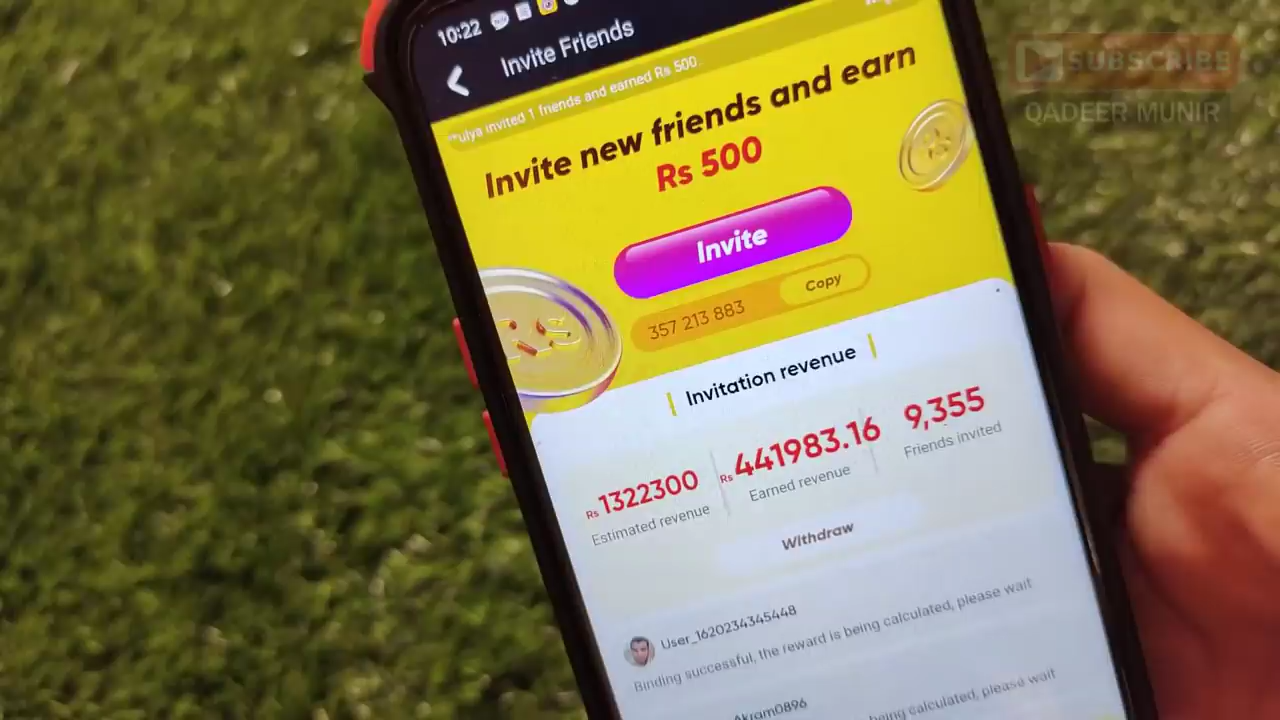 10:22
Invite Friends
SUBSCRIBE
QADEER MUNIR
**ulya invited 1 friends and earned Rs 500.
Invite new friends and earn
Rs 500
Invite
357 213 883
Copy
Invitation revenue
Rs 1322300
Estimated revenue
Rs 441983.16
Earned revenue
9,355
Friends invited
Withdraw
User_1620234345448
Binding successful, the reward is being calculated, please wait
Akram0896
being calculated, please wait